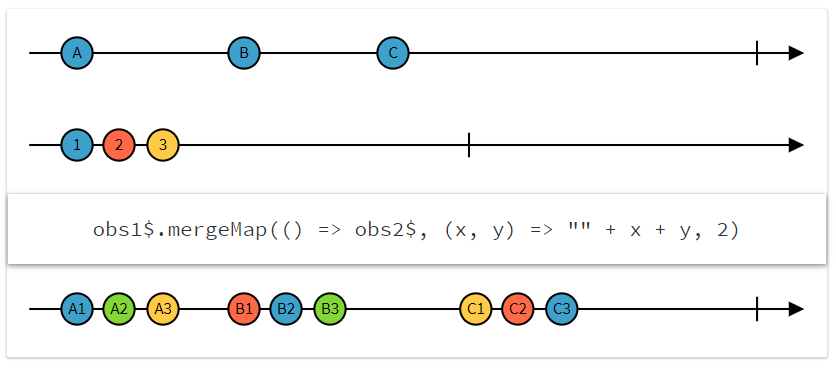 A B C
1 2 3
obs1$.mergeMap(() => obs2$, (x, y) => "" + x + y, 2)
A1 A2 A3 B1 B2 B3 C1 C2 C3